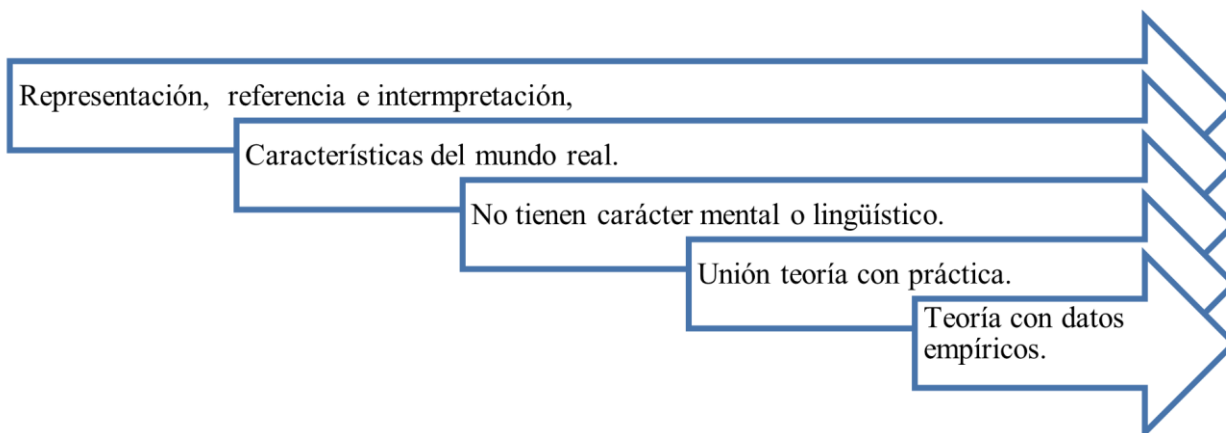 Representación, referencia e intermpretación,
Características del mundo real.
No tienen carácter mental o lingüístico.
Unión teoría con práctica.
Teoría con datos
empíricos.